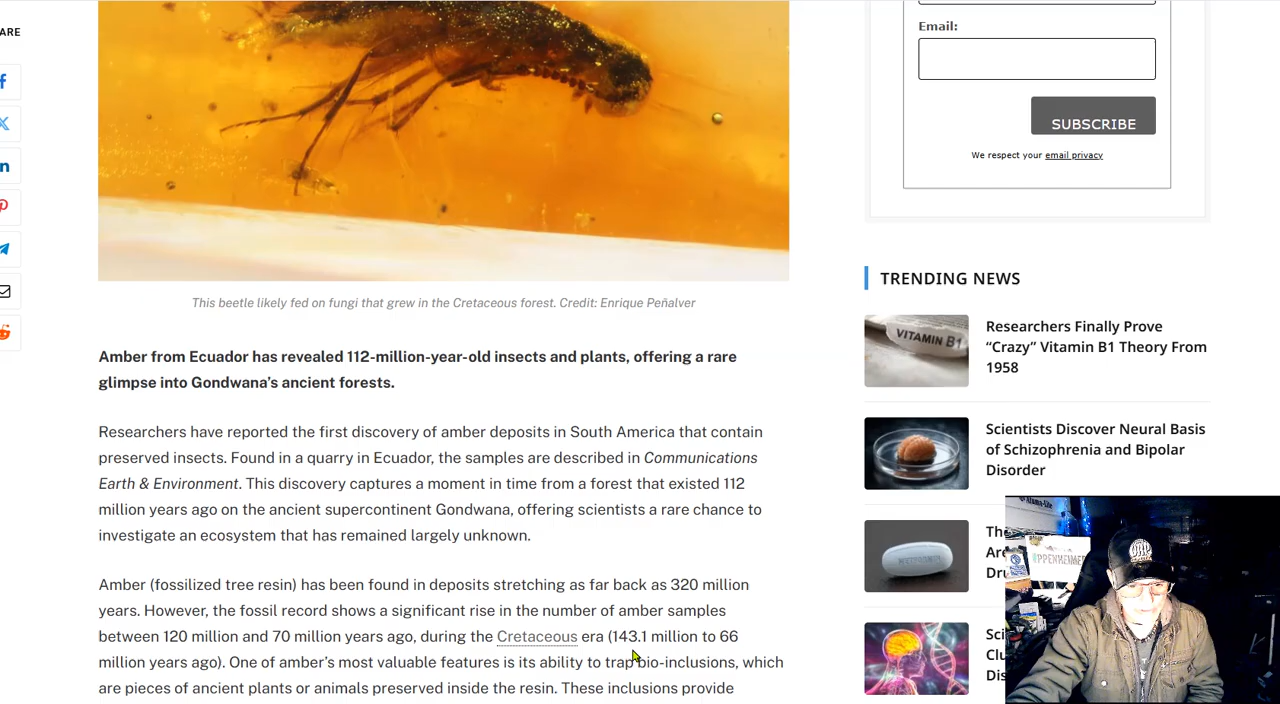 ARE
Email:
SUBSCRIBE
We respect your email privacy
This beetle likely fed on fungi that grew in the Cretaceous forest. Credit: Enrique Peñalver
Amber from Ecuador has revealed 112-million-year-old insects and plants, offering a rare
glimpse into Gondwana’s ancient forests.
Researchers have reported the first discovery of amber deposits in South America that contain
preserved insects. Found in a quarry in Ecuador, the samples are described in Communications
Earth & Environment. This discovery captures a moment in time from a forest that existed 112
million years ago on the ancient supercontinent Gondwana, offering scientists a rare chance to
investigate an ecosystem that has remained largely unknown.
Amber (fossilized tree resin) has been found in deposits stretching as far back as 320 million
years. However, the fossil record shows a significant rise in the number of amber samples
between 120 million and 70 million years ago, during the Cretaceous era (143.1 million to 66
million years ago). One of amber’s most valuable features is its ability to trap bio-inclusions, which
are pieces of ancient plants or animals preserved inside the resin. These inclusions provide
TRENDING NEWS
VITAMIN B1
Researchers Finally Prove
“Crazy” Vitamin B1 Theory From
1958
Scientists Discover Neural Basis
of Schizophrenia and Bipolar
Disorder
The
Are
Dru
Sci
Clu
Dis
OPPENHEIMER